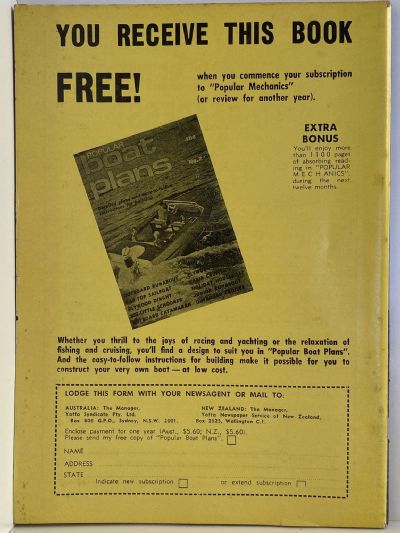 YOU RECEIVE THIS BOOK
FREE!
when you commence your subscription
to "Popular Mechanics"
(or review for another year).
EXTRA
BONUS
You'll enjoy more
than 1100 pages
of absorbing read-
ing in "POPULAR
MECHANICS"
during the next
twelve months.
POPULAR
boat
plans
Whether you thrill to the joys of racing and yachting or the relaxation of
fishing and cruising, you'll find a design to suit you in "Popular Boat Plans".
And the easy-to-follow instructions for building make it possible for you to
construct your very own boat — at low cost.
LODGE THIS FORM WITH YOUR NEWSAGENT OR MAIL TO:
AUSTRALIA: The Manager,
Yaffa Syndicate Pty. Ltd.
Box 606 G.P.O., Sydney, N.S.W. 2001.
NEW ZEALAND: The Manager,
Yaffa Newspaper Service of New Zealand,
Box 2525, Wellington C.1.
Enclose payment for one year (Aust., $5.60; N.Z., $5.60).
Please send my free copy of "Popular Boat Plans".
NAME
ADDRESS
STATE
Indicate new subscription
or extend subscription